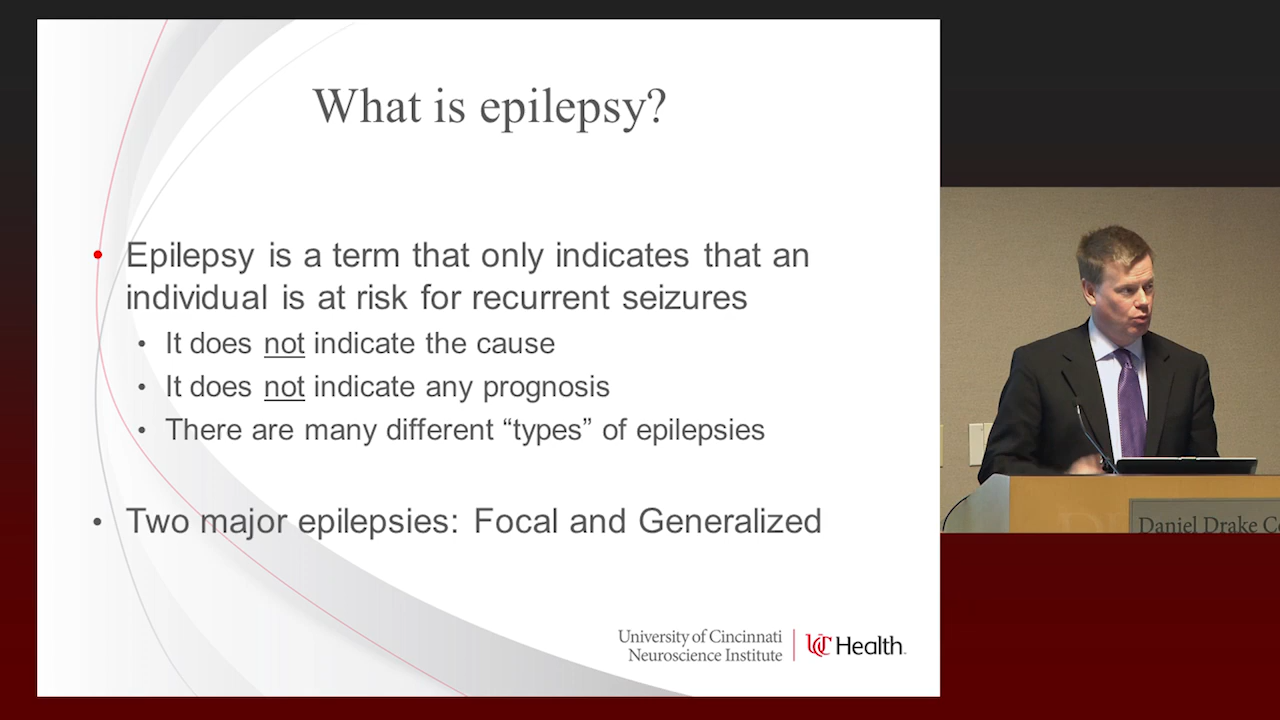 What is epilepsy?
• Epilepsy is a term that only indicates that an
individual is at risk for recurrent seizures
• It does not indicate the cause
• It does not indicate any prognosis
• There are many different “types” of epilepsies
• Two major epilepsies: Focal and Generalized
University of Cincinnati
Neuroscience Institute
UC Health.
Daniel Drake